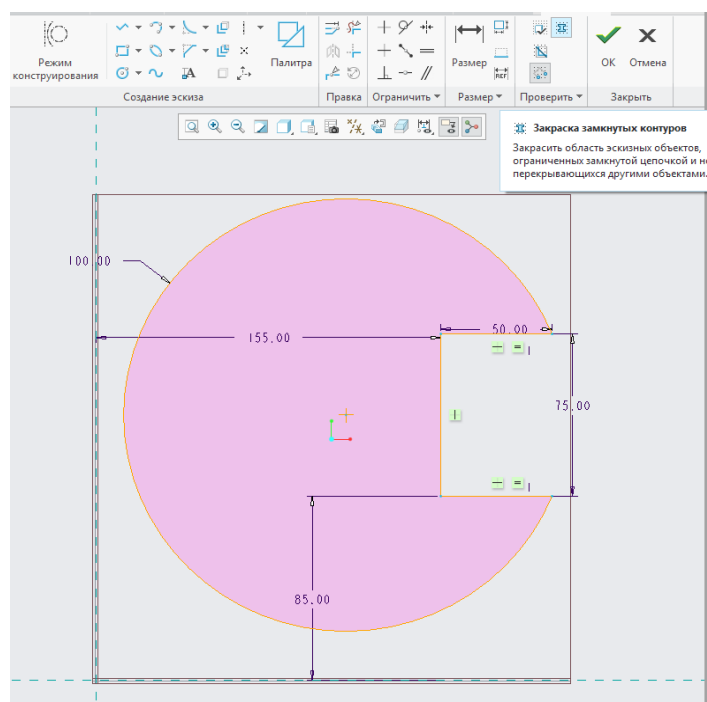 Режим
конструирования
Палитра
Размер
REF
ОК
Отмена
Создание эскиза
Правка
Ограничить
Размер
Проверить
Закрыть
Закраска замкнутых контуров
Закрасить область эскизных объектов,
ограниченных замкнутой цепочкой и не
перекрывающихся другими объектами.
100.00
155.00
50.00
75.00
85.00